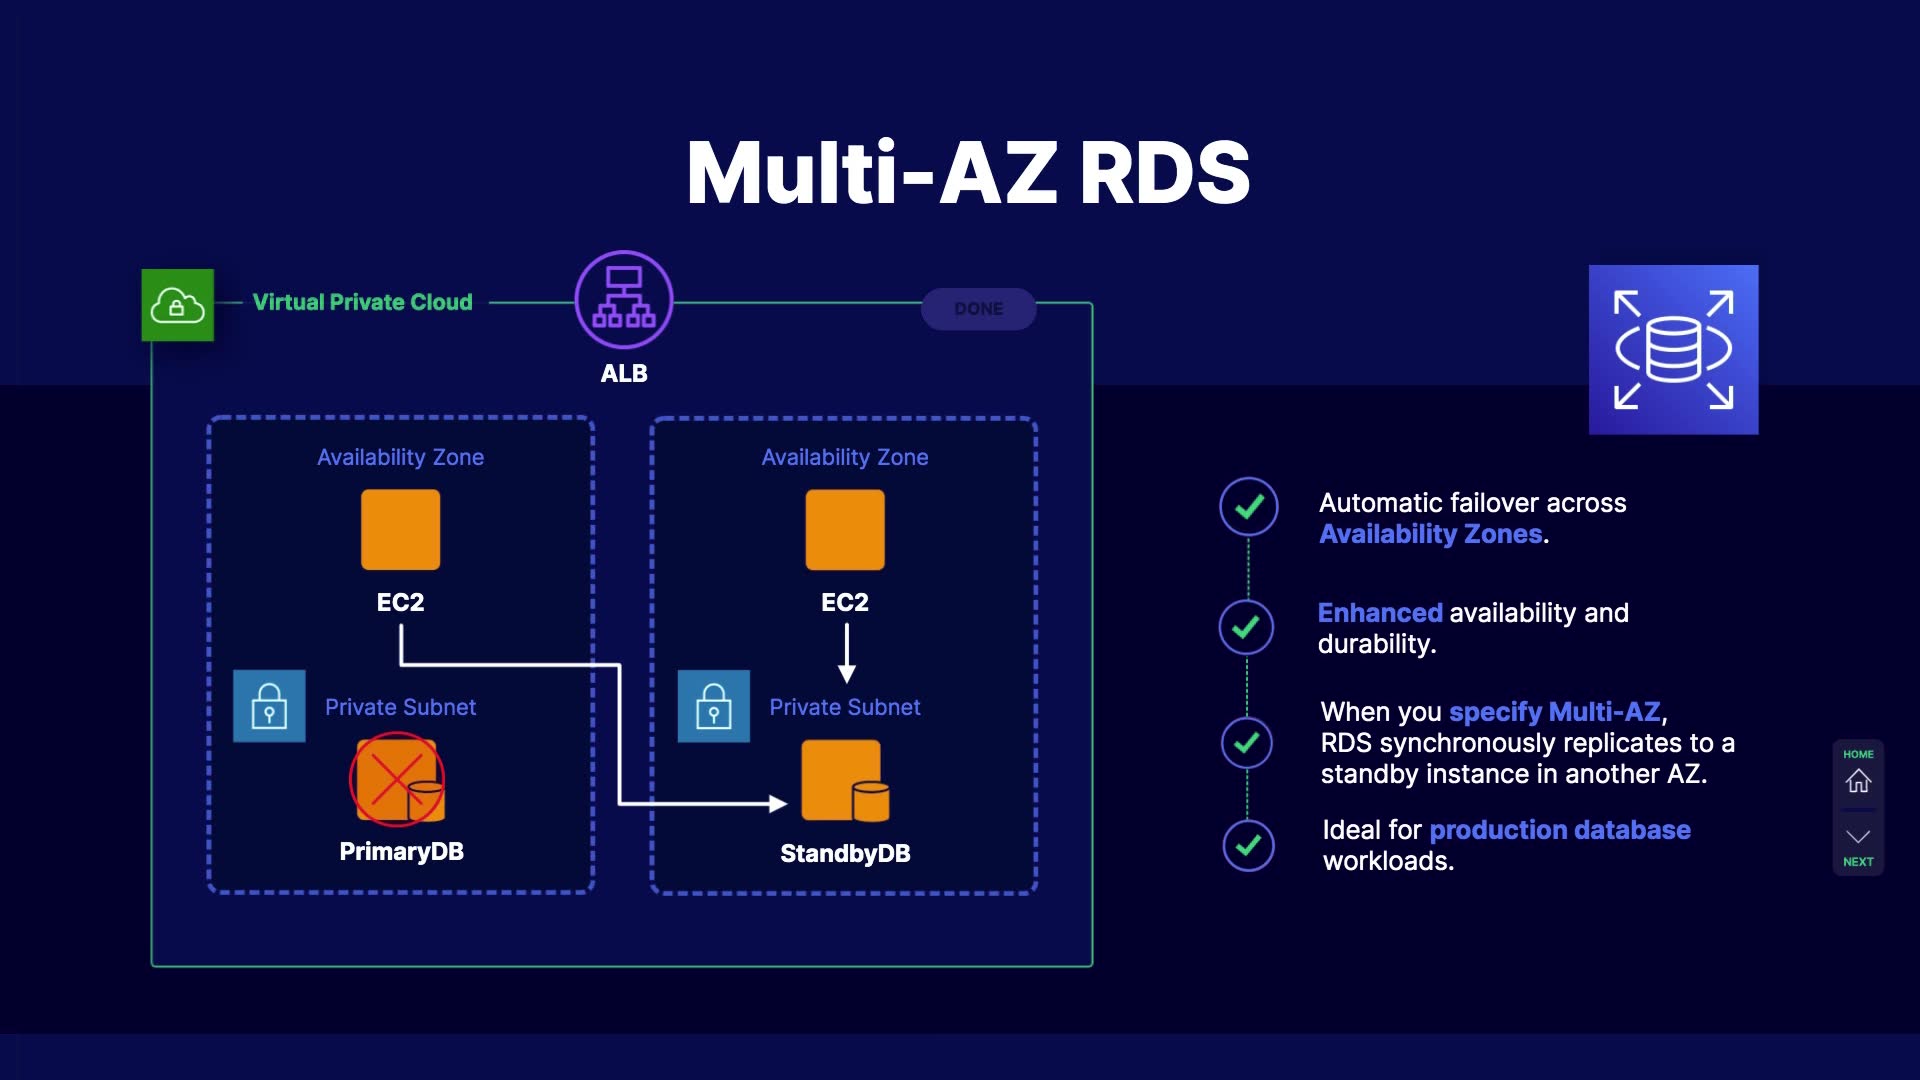 Multi-AZ RDS
Virtual Private Cloud
DONE
ALB
Availability Zone
Availability Zone
EC2
EC2
Private Subnet
Private Subnet
PrimaryDB
StandbyDB
Automatic failover across
Availability Zones.
Enhanced availability and
durability.
When you specify Multi-AZ,
RDS synchronously replicates to a
standby instance in another AZ.
Ideal for production database
workloads.
HOME
NEXT